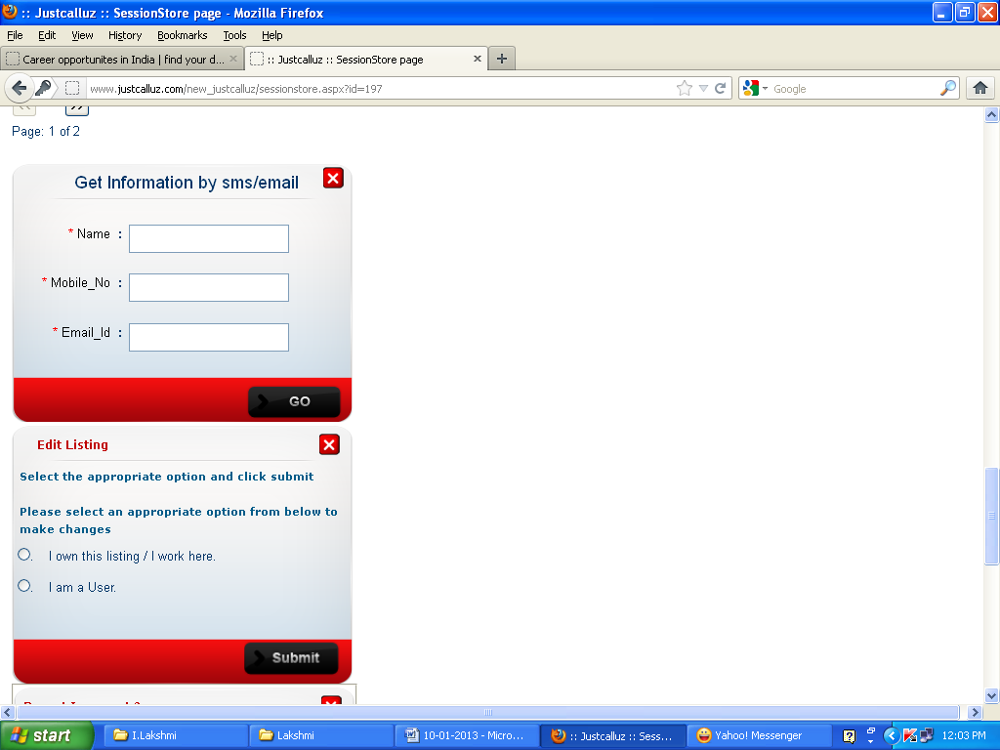 :: Justcalluz :: SessionStore page - Mozilla Firefox
File Edit View History Bookmarks Tools Help
Career opportunites in India | find your d... :: Justcalluz :: SessionStore page
www.justcalluz.com/new_justcalluz/sessionstore.aspx?id=197 Google
Page: 1 of 2
Get Information by sms/email
* Name :
* Mobile_No :
* Email_Id :
GO
Edit Listing
Select the appropriate option and click submit
Please select an appropriate option from below to
make changes
. I own this listing / I work here.
. I am a User.
Submit
start I.Lakshmi Lakshmi 10-01-2013 - Micro... :: Justcalluz :: Sess... Yahoo! Messenger 12:03 PM